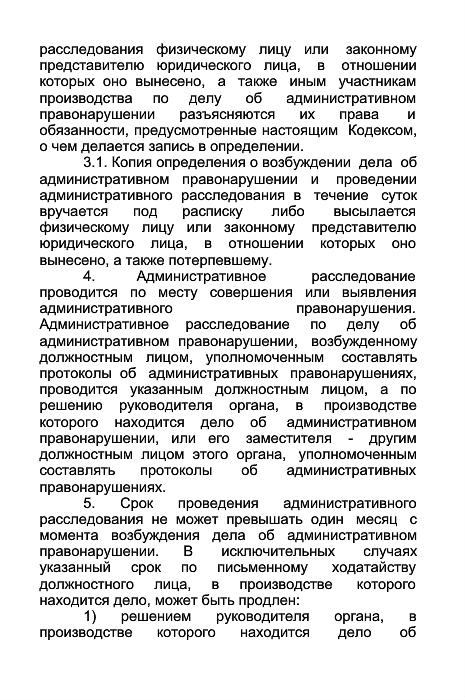 расследования физическому лицу или законному
представителю юридического лица, в отношении
которых оно вынесено, а также иным участникам
производства по делу об административном
правонарушении разъясняются их права и
обязанности, предусмотренные настоящим Кодексом,
о чем делается запись в определении.
3.1. Копия определения о возбуждении дела об
административном правонарушении и проведении
административного расследования в течение суток
вручается под расписку либо высылается
физическому лицу или законному представителю
юридического лица, в отношении которых оно
вынесено, а также потерпевшему.
4. Административное расследование
проводится по месту совершения или выявления
административного правонарушения.
Административное расследование по делу об
административном правонарушении, возбужденному
должностным лицом, уполномоченным составлять
протоколы об административных правонарушениях,
проводится указанным должностным лицом, а по
решению руководителя органа, в производстве
которого находится дело об административном
правонарушении, или его заместителя - другим
должностным лицом этого органа, уполномоченным
составлять протоколы об административных
правонарушениях.
5. Срок проведения административного
расследования не может превышать один месяц с
момента возбуждения дела об административном
правонарушении. В исключительных случаях
указанный срок по письменному ходатайству
должностного лица, в производстве которого
находится дело, может быть продлен:
1) решением руководителя органа, в
производстве которого находится дело об